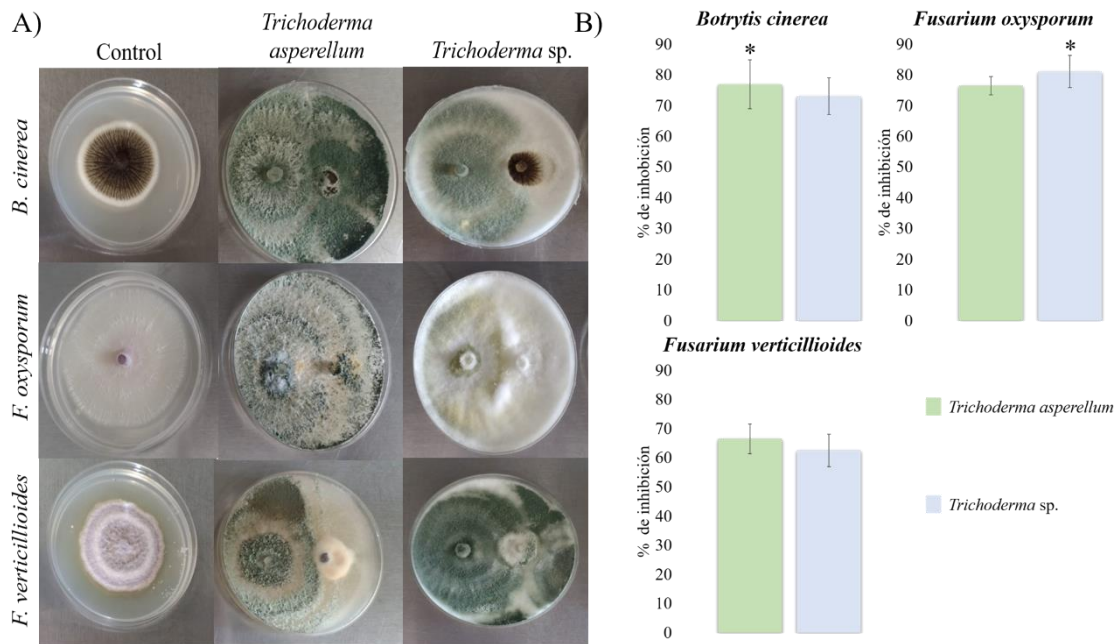 A)
Control
Trichoderma
asperellum
Trichoderma sp.
B. cinerea
F. oxysporum
F. verticillioides
B)
Botrytis cinerea
% de inhobición
90
80
70
60
50
40
30
20
10
0
*
Fusarium oxysporum
% de inhibición
90
80
70
60
50
40
30
20
10
0
*
Fusarium verticillioides
% de inhibición
90
80
70
60
50
40
30
20
10
0
Trichoderma asperellum
Trichoderma sp.